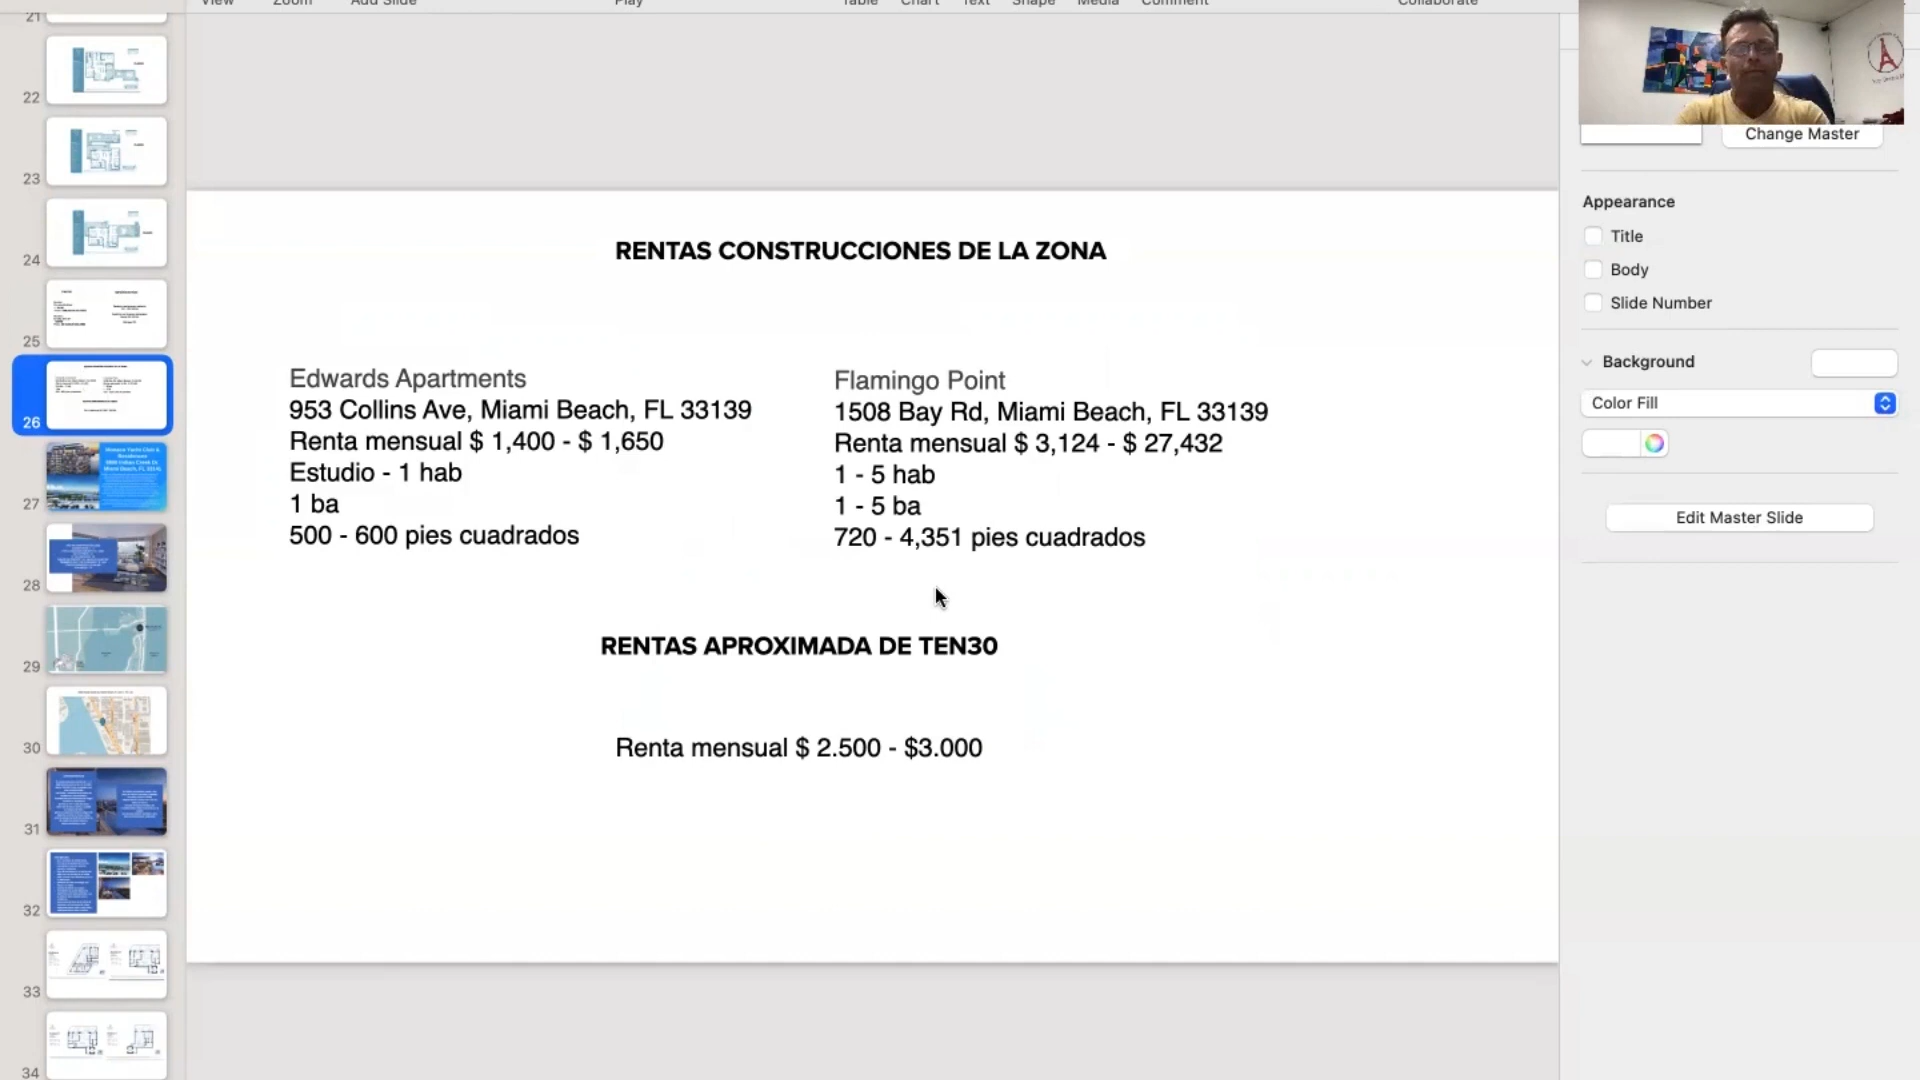 View Zoom Add Slide Play Table Chart Text Shape Media Comment Collaborate
21
22
23
24
25
26
27
28
29
30
31
32
33
34
RENTAS CONSTRUCCIONES DE LA ZONA
Edwards Apartments
953 Collins Ave, Miami Beach, FL 33139
Renta mensual $ 1,400 - $ 1,650
Estudio - 1 hab
1 ba
500 - 600 pies cuadrados
Flamingo Point
1508 Bay Rd, Miami Beach, FL 33139
Renta mensual $ 3,124 - $ 27,432
1 - 5 hab
1 - 5 ba
720 - 4,351 pies cuadrados
RENTAS APROXIMADA DE TEN30
Renta mensual $ 2.500 - $3.000
Change Master
Appearance
Title
Body
Slide Number
Background
Color Fill
Edit Master Slide